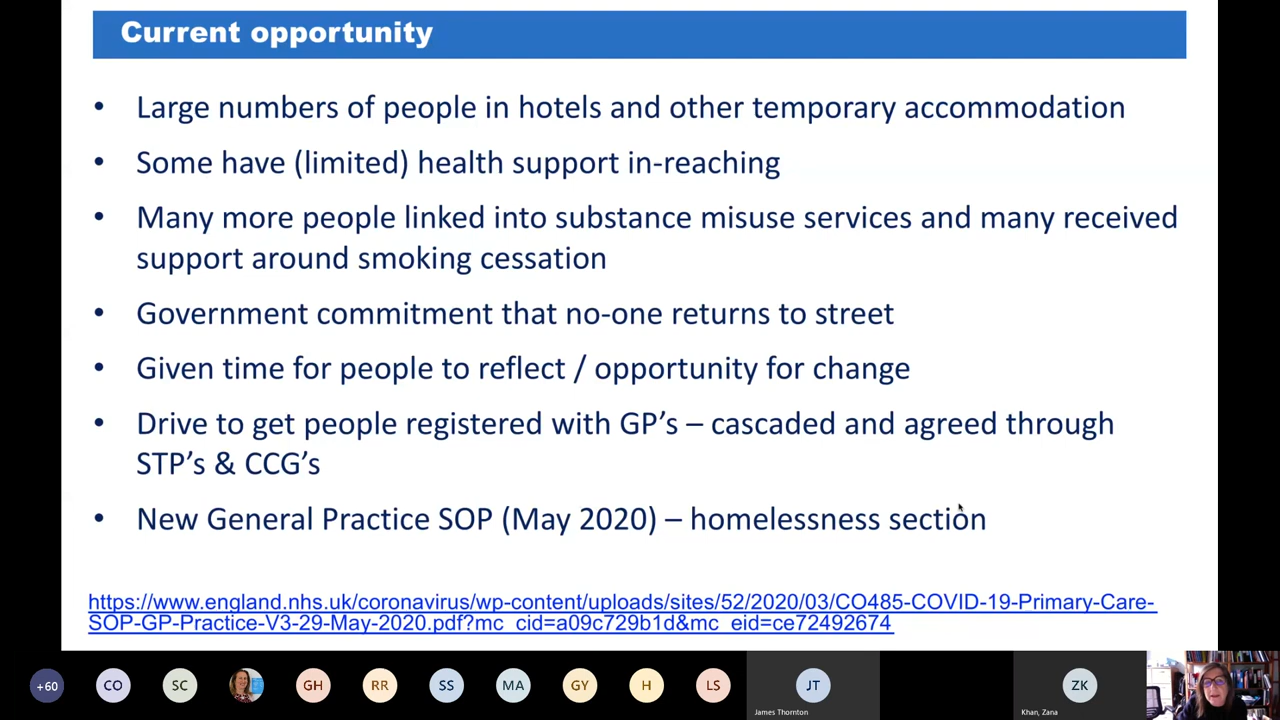 Current opportunity
• Large numbers of people in hotels and other temporary accommodation
• Some have (limited) health support in-reaching
• Many more people linked into substance misuse services and many received
support around smoking cessation
• Government commitment that no-one returns to street
• Given time for people to reflect / opportunity for change
• Drive to get people registered with GP’s – cascaded and agreed through
STP’s & CCG’s
• New General Practice SOP (May 2020) – homelessness section
https://www.england.nhs.uk/coronavirus/wp-content/uploads/sites/52/2020/03/CO485-COVID-19-Primary-Care-
SOP-GP-Practice-V3-29-May-2020.pdf?mc_cid=a09c729b1d&mc_eid=ce72492674
+60 CO SC GH RR SS MA GY H LS JT ZK
James Thornton Khan, Zana